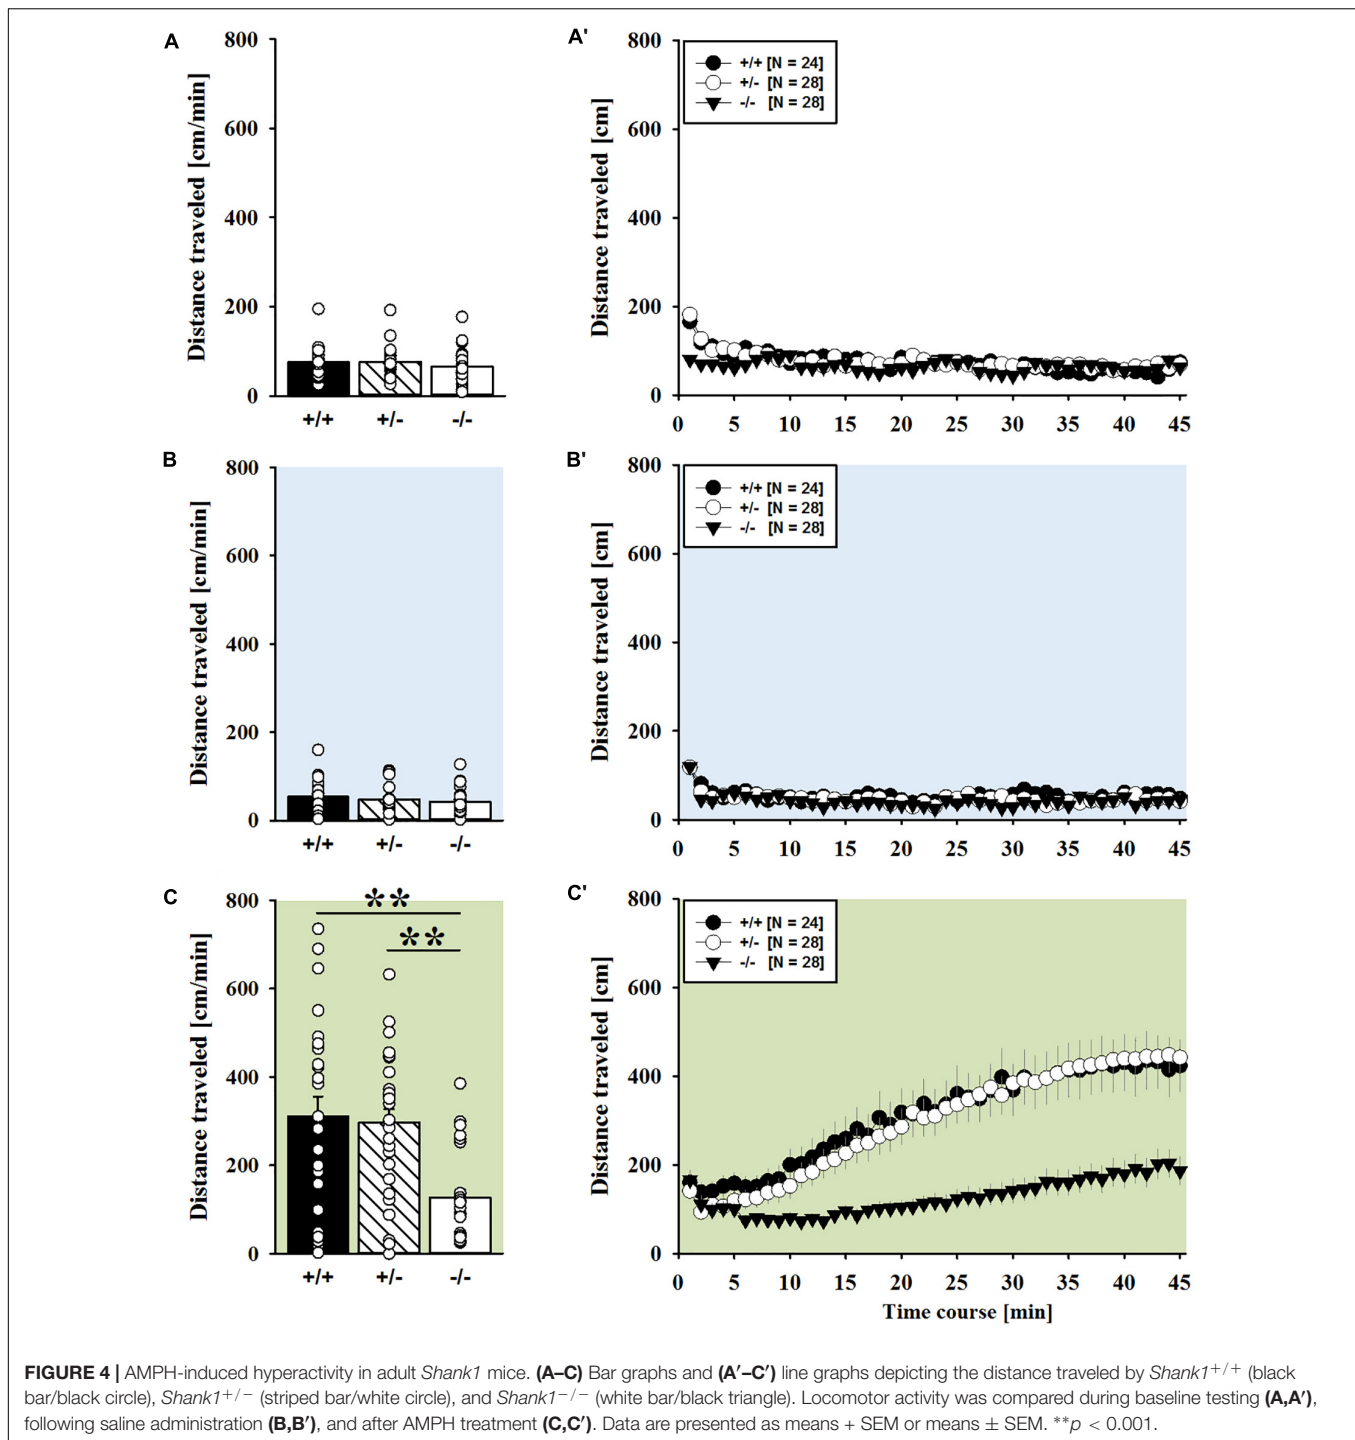 A
Distance traveled [cm/min]
800
600
400
200
0
+/+ +/- -/-
A'
Distance traveled [cm]
800
600
400
200
0
+/+ [N = 24]
+/- [N = 28]
-/- [N = 28]
0 5 10 15 20 25 30 35 40 45
B
Distance traveled [cm/min]
800
600
400
200
0
+/+ +/- -/-
B'
Distance traveled [cm]
800
600
400
200
0
+/+ [N = 24]
+/- [N = 28]
-/- [N = 28]
0 5 10 15 20 25 30 35 40 45
C
Distance traveled [cm/min]
800
600
400
200
0
**
**
+/+ +/- -/-
C'
Distance traveled [cm]
800
600
400
200
0
+/+ [N = 24]
+/- [N = 28]
-/- [N = 28]
0 5 10 15 20 25 30 35 40 45
Time course [min]
FIGURE 4 | AMPH-induced hyperactivity in adult Shank1 mice. (A–C) Bar graphs and (A′–C′) line graphs depicting the distance traveled by Shank1+/+ (black
bar/black circle), Shank1+/− (striped bar/white circle), and Shank1−/− (white bar/black triangle). Locomotor activity was compared during baseline testing (A,A′),
following saline administration (B,B′), and after AMPH treatment (C,C′). Data are presented as means + SEM or means ± SEM. **p < 0.001.